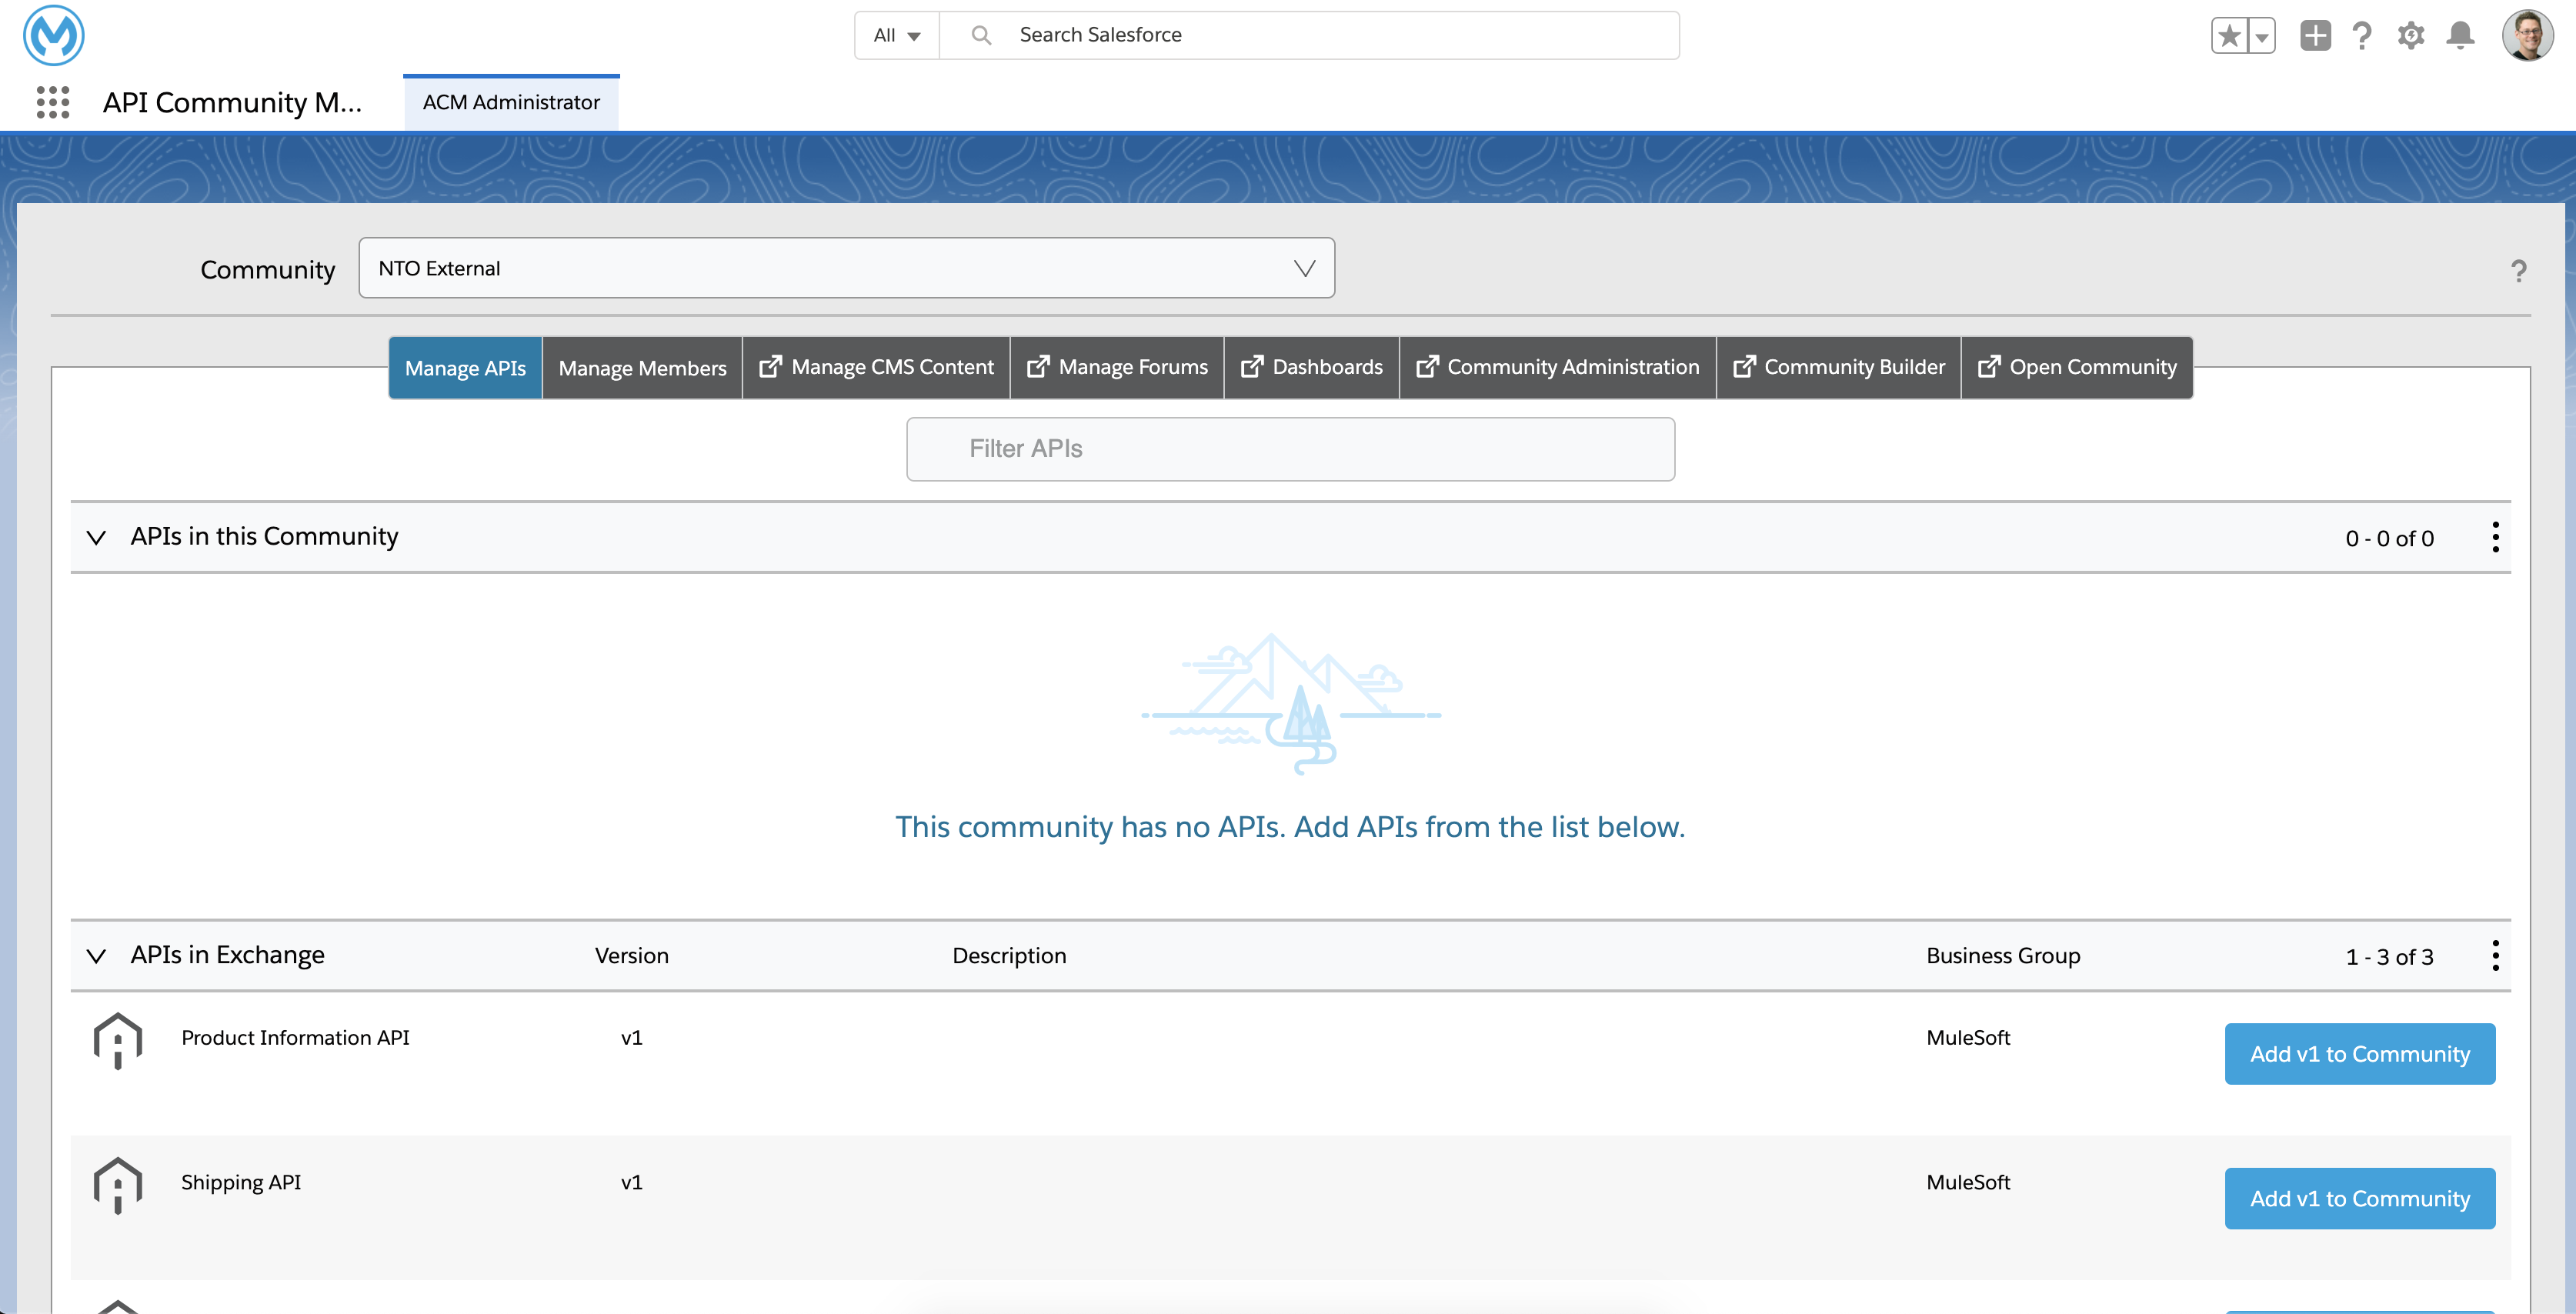 All
Search Salesforce
API Community M...
ACM Administrator
Community
NTO External
?
Manage APIs
Manage Members
Manage CMS Content
Manage Forums
Dashboards
Community Administration
Community Builder
Open Community
Filter APIs
APIs in this Community
0 - 0 of 0
This community has no APIs. Add APIs from the list below.
APIs in Exchange
Version
Description
Business Group
1 - 3 of 3
Product Information API
v1
MuleSoft
Add v1 to Community
Shipping API
v1
MuleSoft
Add v1 to Community